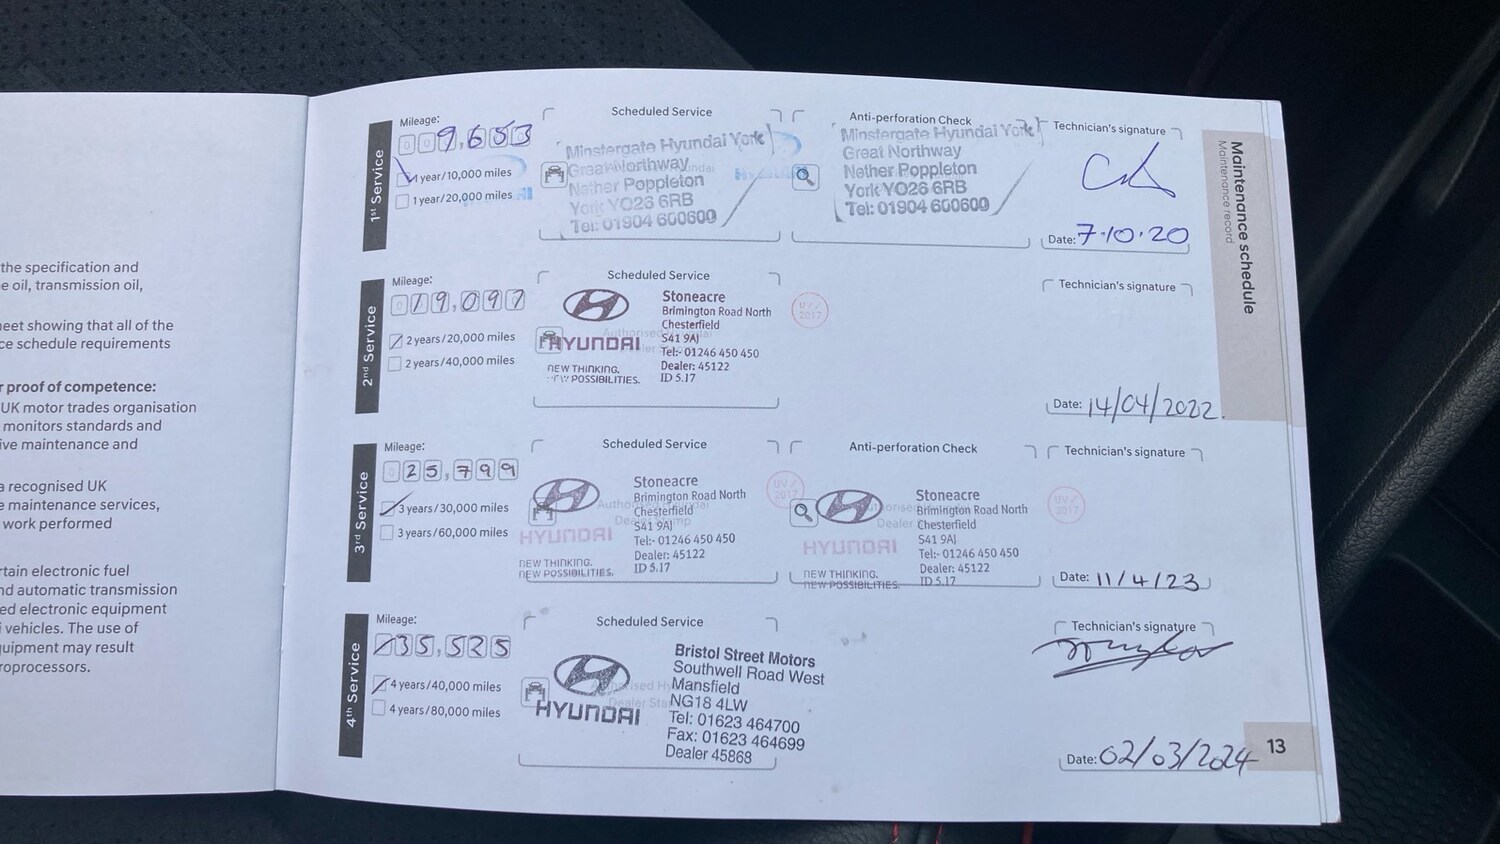 the specification and
e oil, transmission oil,
eet showing that all of the
ce schedule requirements
r proof of competence:
UK motor trades organisation
monitors standards and
ive maintenance and
a recognised UK
e maintenance services,
work performed
rtain electronic fuel
nd automatic transmission
ed electronic equipment
i vehicles. The use of
quipment may result
roprocessors.
1st Service
Mileage:
009,653
1 year/10,000 miles
1 year/20,000 miles
Scheduled Service
Minstergate Hyundai York
Great Northway
Nether Poppleton
York YO26 6RB
Tel: 01904 600600
Anti-perforation Check
Minstergate Hyundai York
Great Northway
Nether Poppleton
York YO26 6RB
Tel: 01904 600600
Technician's signature
Date: 7.10.20
2nd Service
Mileage:
019,097
2 years/20,000 miles
2 years/40,000 miles
Scheduled Service
HYUNDAI
NEW THINKING.
NEW POSSIBILITIES.
Stoneacre
Brimington Road North
Chesterfield
S41 9AJ
Tel:- 01246 450 450
Dealer: 45122
ID 5.17
UV/
2017
Technician's signature
Date: 14/04/2022.
3rd Service
Mileage:
025,799
3 years/30,000 miles
3 years/60,000 miles
Scheduled Service
HYUNDAI
NEW THINKING.
NEW POSSIBILITIES.
Stoneacre
Brimington Road North
Chesterfield
S41 9AJ
Tel:- 01246 450 450
Dealer: 45122
ID 5.17
UV/
2017
Anti-perforation Check
HYUNDAI
NEW THINKING.
NEW POSSIBILITIES.
Stoneacre
Brimington Road North
Chesterfield
S41 9AJ
Tel:- 01246 450 450
Dealer: 45122
ID 5.17
UV/
2017
Technician's signature
Date: 11/4/23
4th Service
Mileage:
035,525
4 years/40,000 miles
4 years/80,000 miles
Scheduled Service
HYUNDAI
Bristol Street Motors
Southwell Road West
Mansfield
NG18 4LW
Tel: 01623 464700
Fax: 01623 464699
Dealer 45868
Technician's signature
Date: 02/03/2024
Maintenance schedule
Maintenance record
13